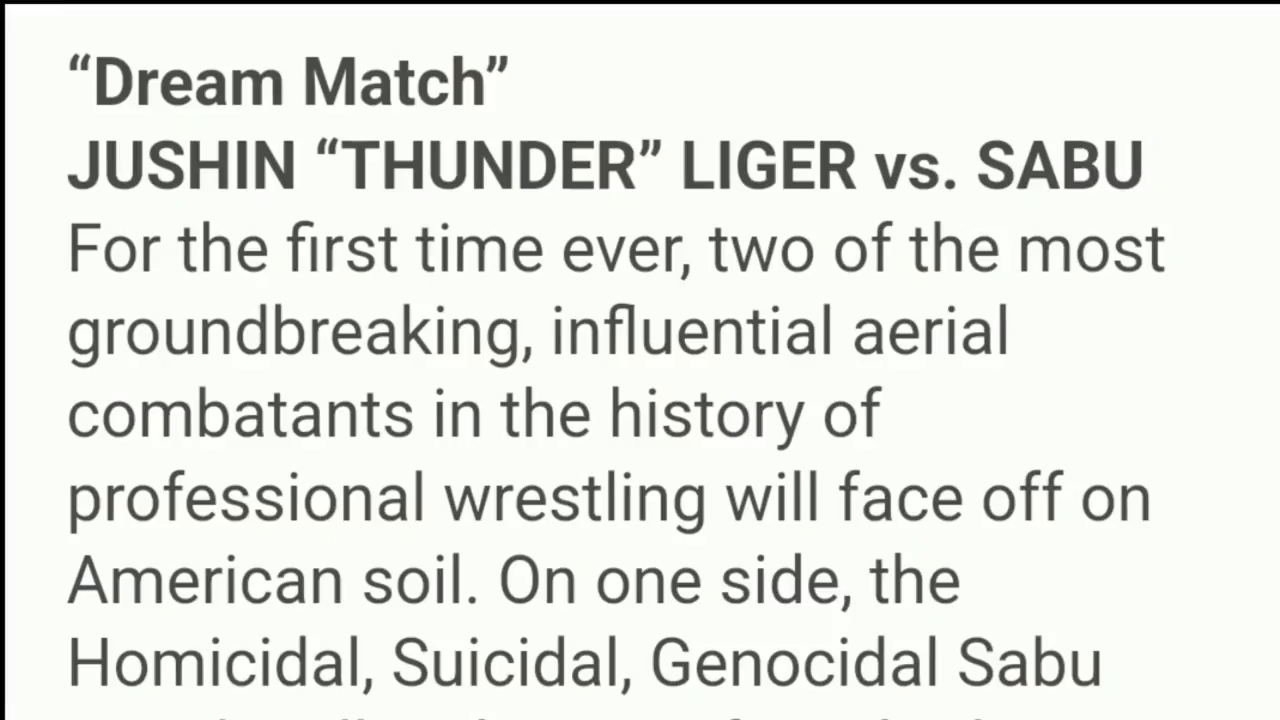 “Dream Match”
JUSHIN “THUNDER” LIGER vs. SABU
For the first time ever, two of the most
groundbreaking, influential aerial
combatants in the history of
professional wrestling will face off on
American soil. On one side, the
Homicidal, Suicidal, Genocidal Sabu